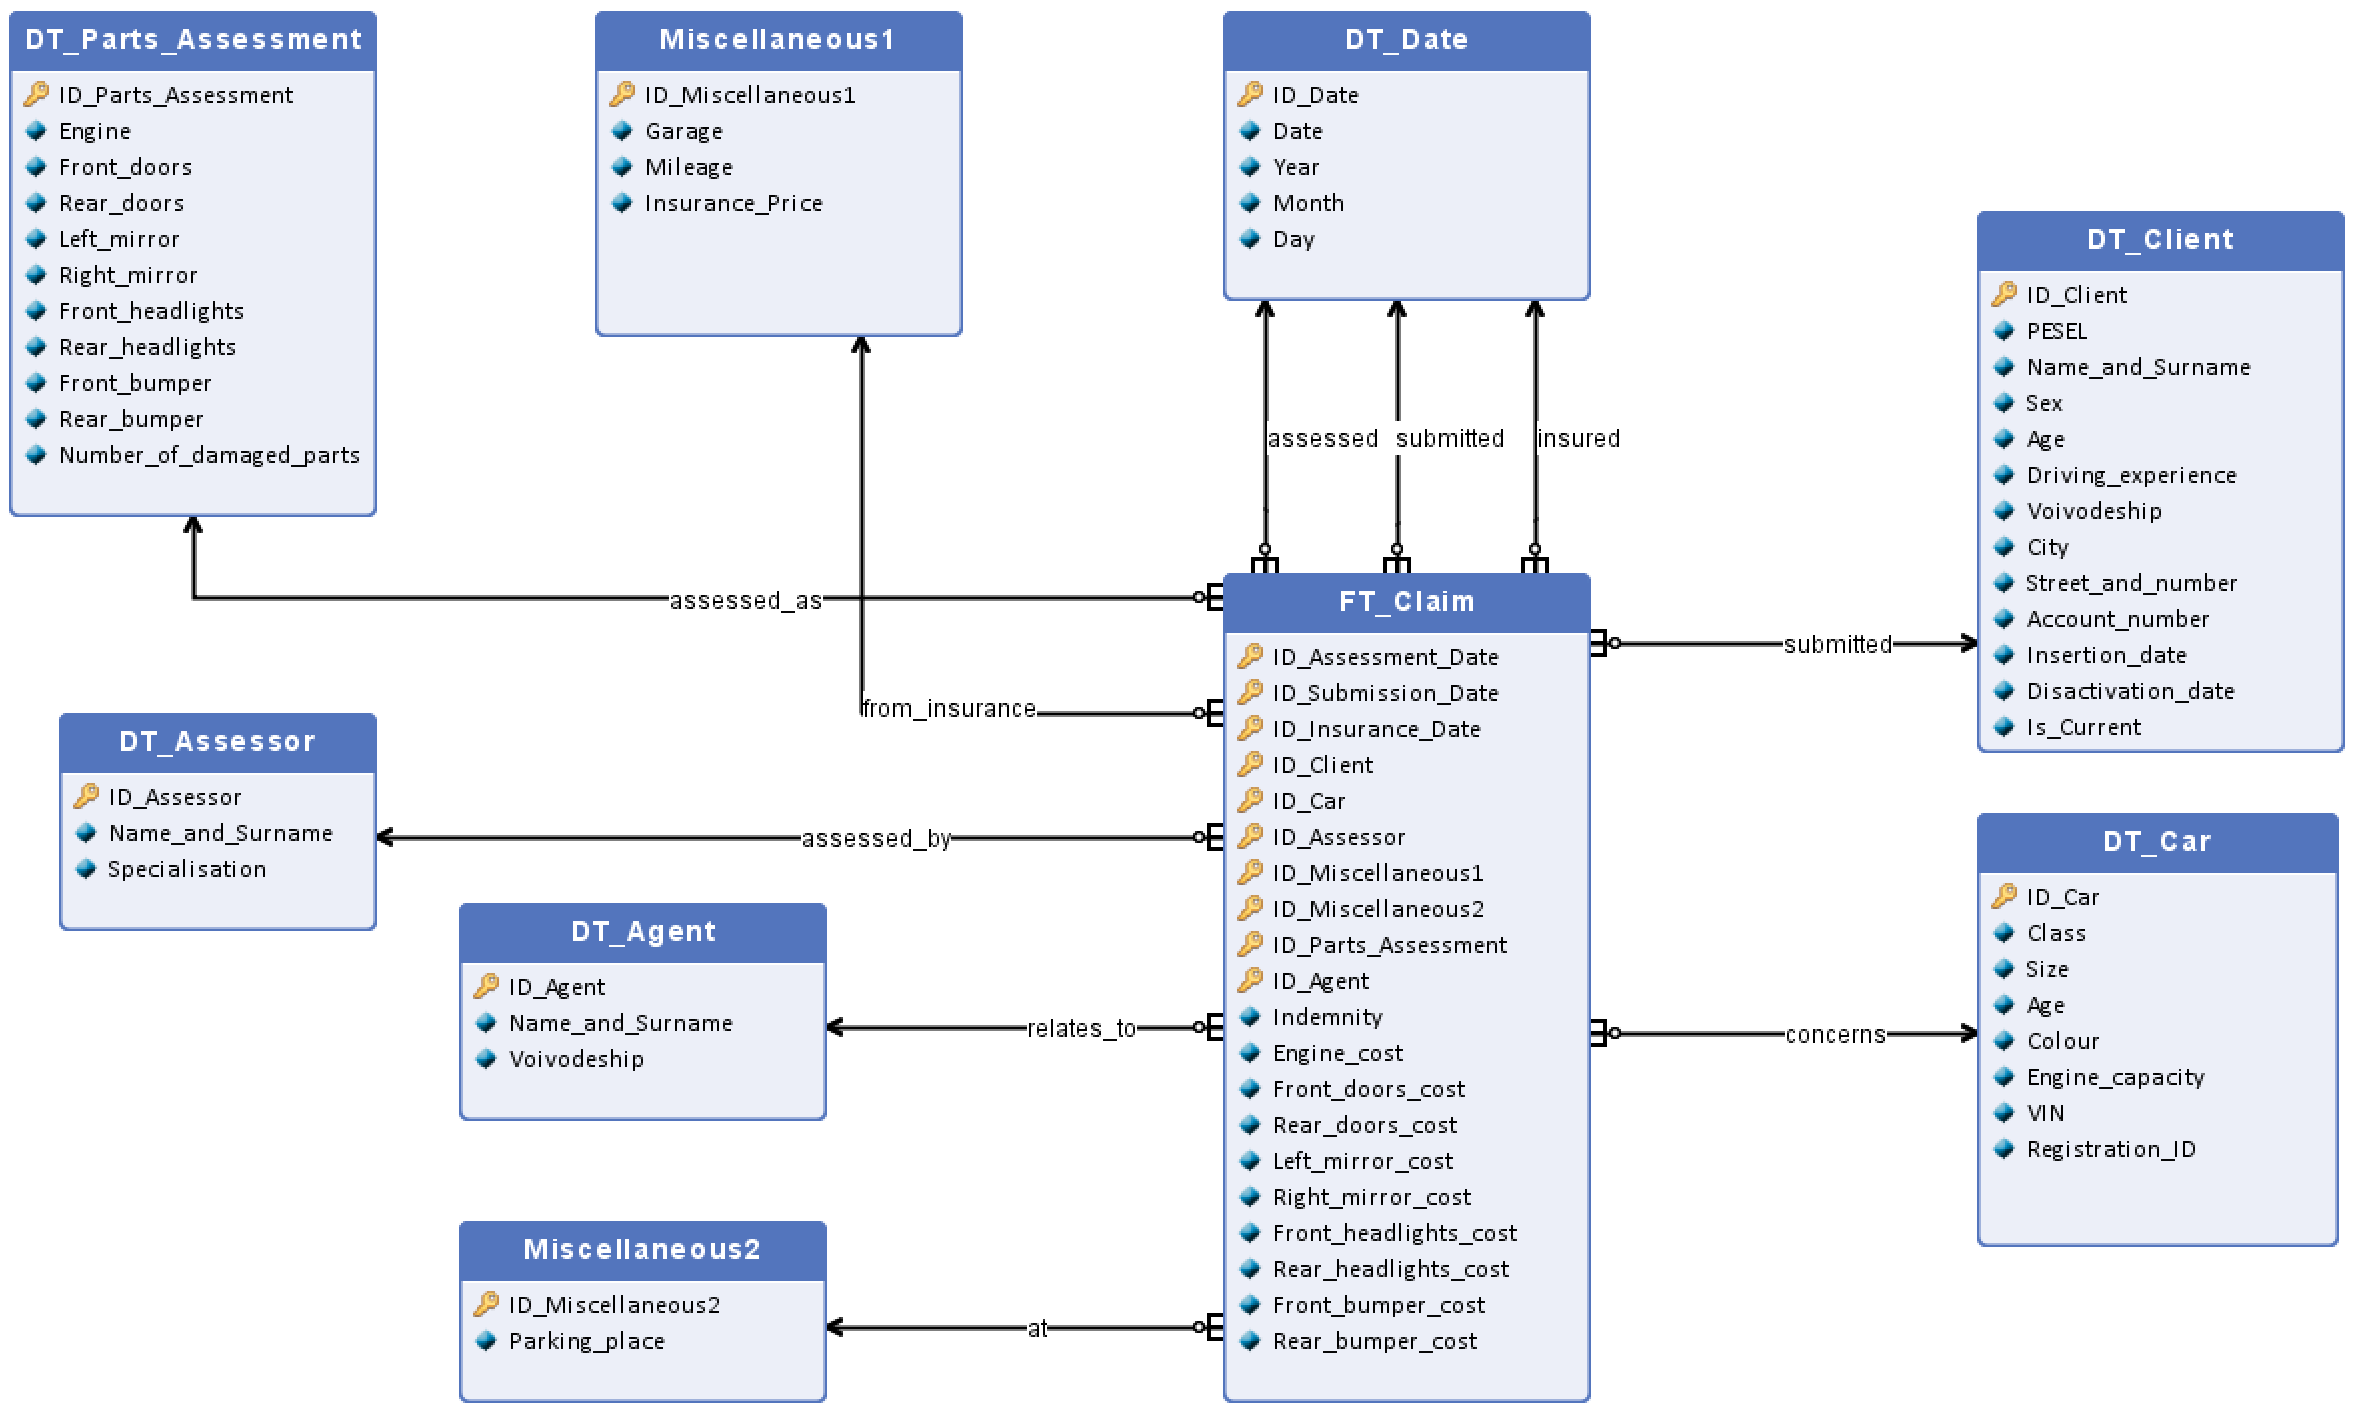 DT_Parts_Assessment
ID_Parts_Assessment
Engine
Front_doors
Rear_doors
Left_mirror
Right_mirror
Front_headlights
Rear_headlights
Front_bumper
Rear_bumper
Number_of_damaged_parts
Miscellaneous1
ID_Miscellaneous1
Garage
Mileage
Insurance_Price
DT_Date
ID_Date
Date
Year
Month
Day
DT_Client
ID_Client
PESEL
Name_and_Surname
Sex
Age
Driving_experience
Voivodeship
City
Street_and_number
Account_number
Insertion_date
Disactivation_date
Is_Current
assessed
submitted
insured
assessed_as
from_insurance
submitted
DT_Assessor
ID_Assessor
Name_and_Surname
Specialisation
assessed_by
FT_Claim
ID_Assessment_Date
ID_Submission_Date
ID_Insurance_Date
ID_Client
ID_Car
ID_Assessor
ID_Miscellaneous1
ID_Miscellaneous2
ID_Parts_Assessment
ID_Agent
Indemnity
Engine_cost
Front_doors_cost
Rear_doors_cost
Left_mirror_cost
Right_mirror_cost
Front_headlights_cost
Rear_headlights_cost
Front_bumper_cost
Rear_bumper_cost
DT_Agent
ID_Agent
Name_and_Surname
Voivodeship
relates_to
concerns
DT_Car
ID_Car
Class
Size
Age
Colour
Engine_capacity
VIN
Registration_ID
Miscellaneous2
ID_Miscellaneous2
Parking_place
at